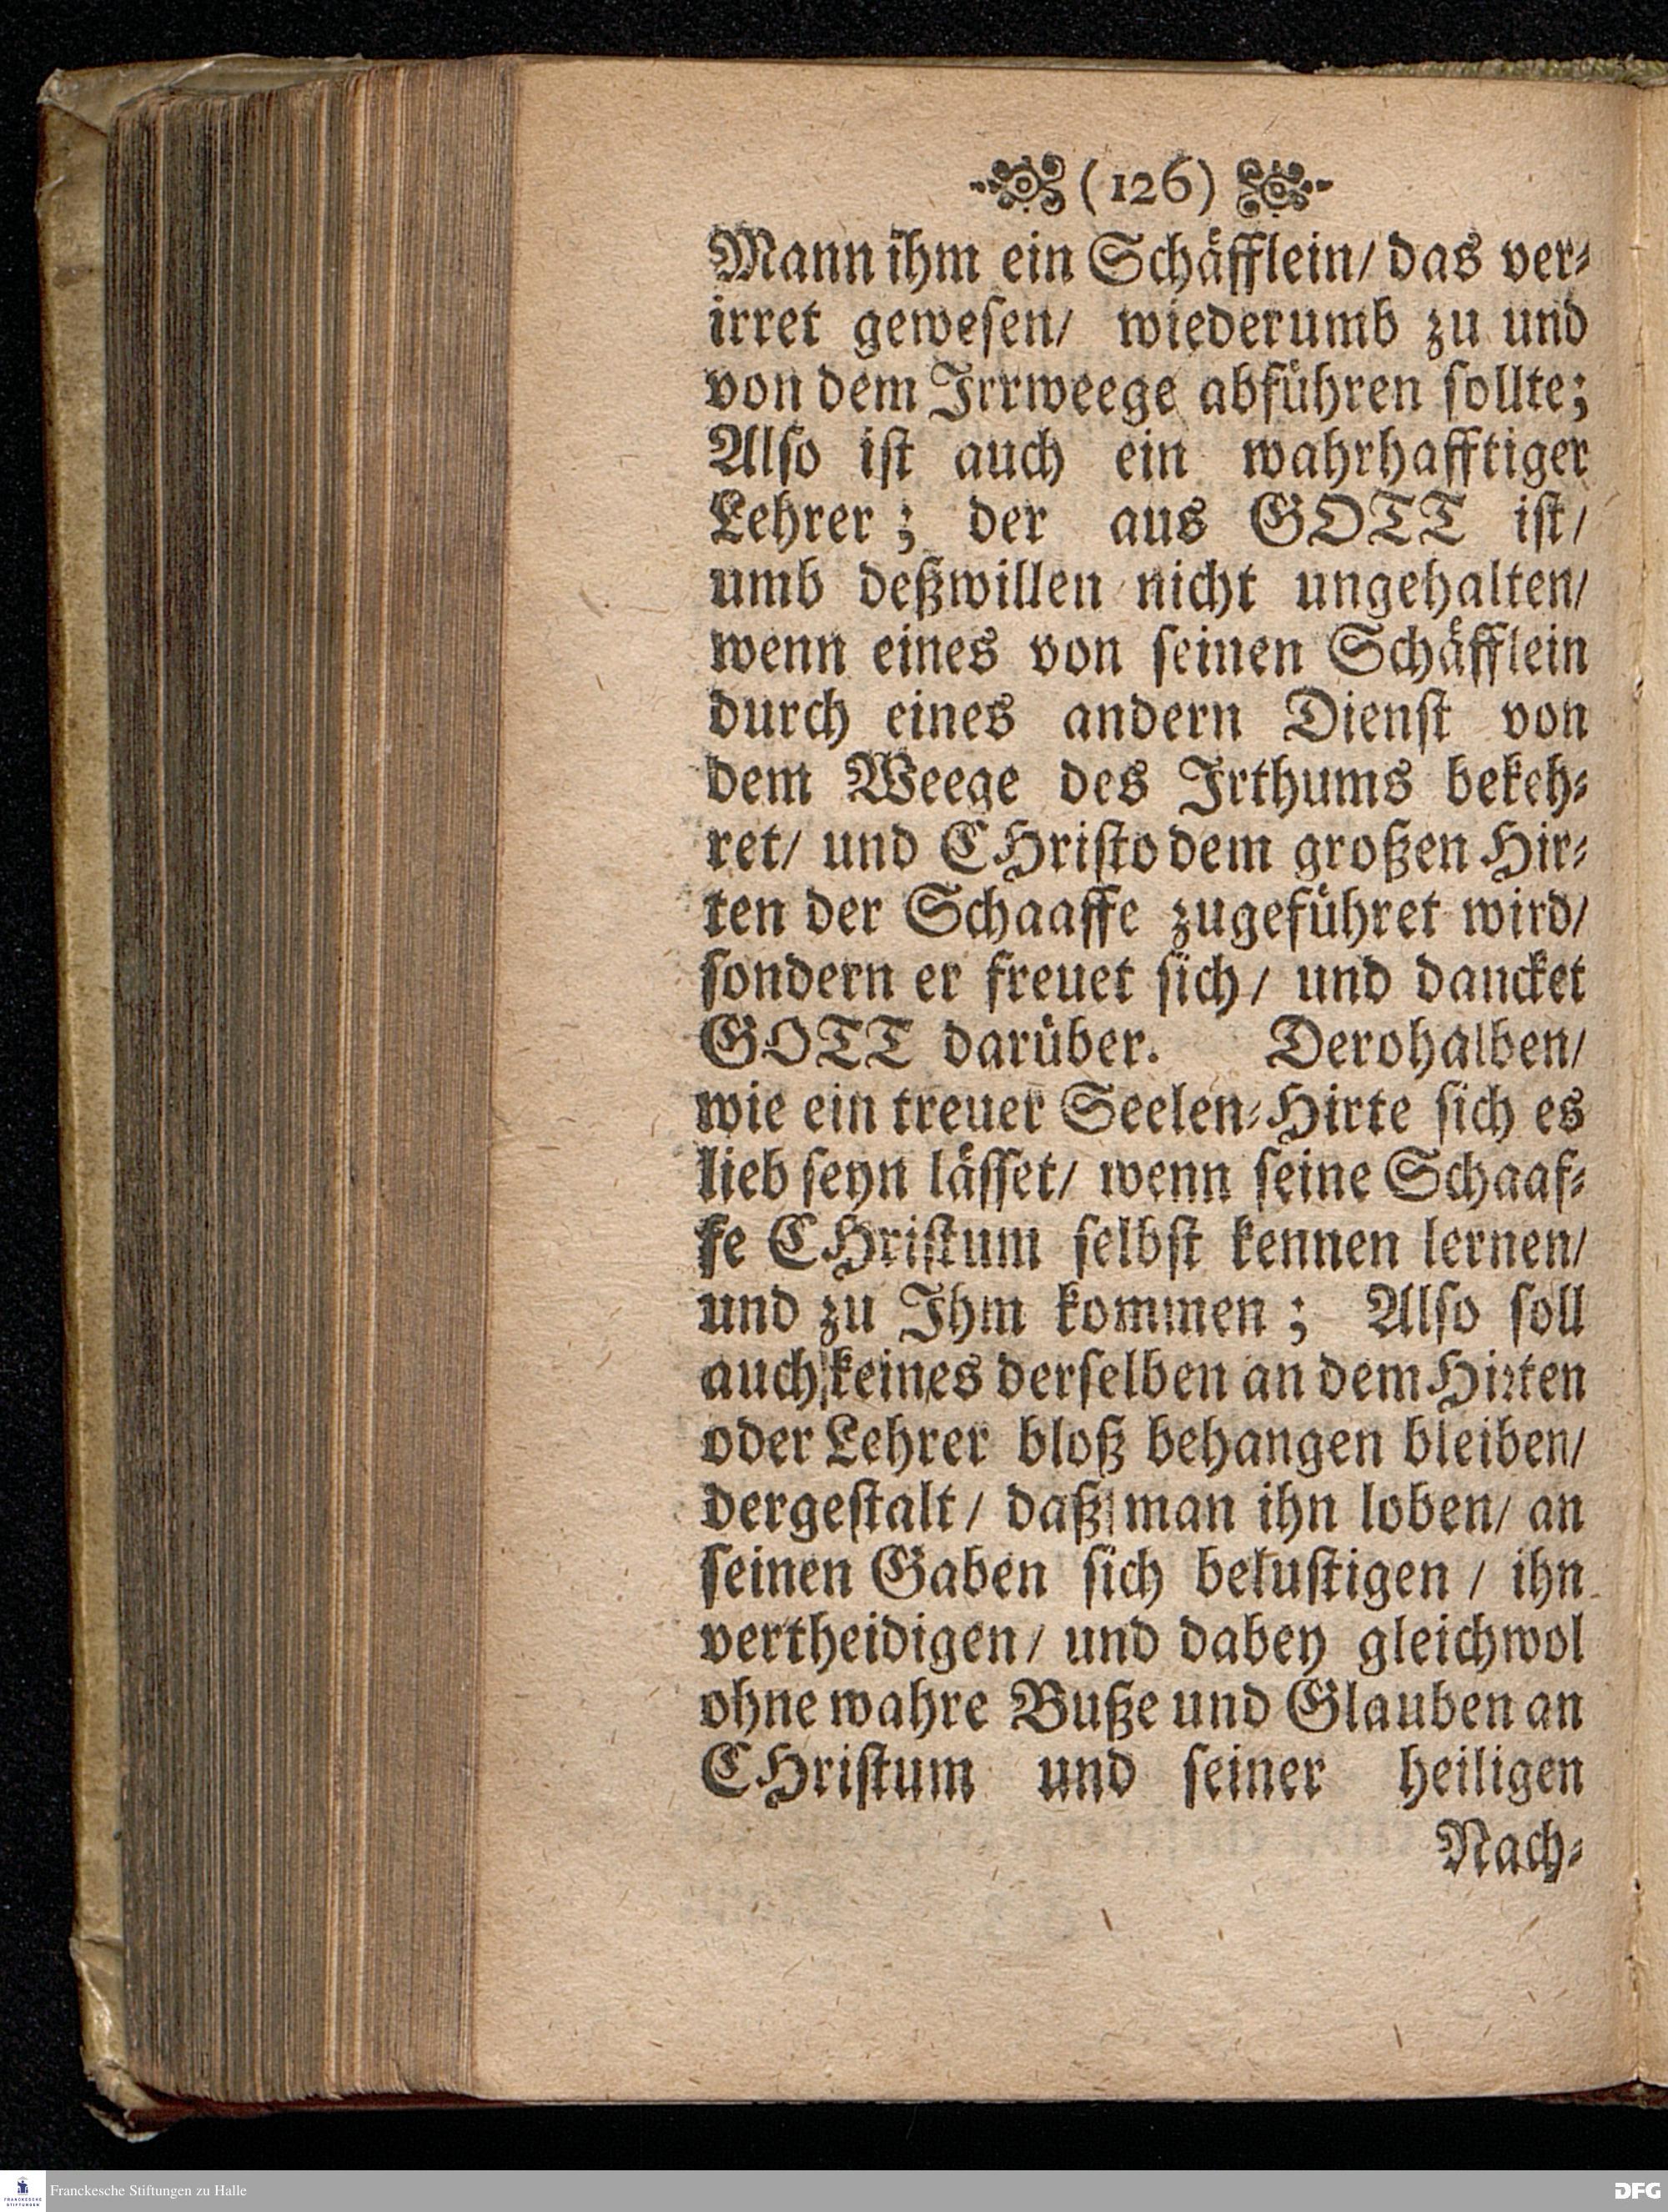 (126)
Mann ihm ein Schäfflein/ das ver⸗
irret gewesen/ wiederumb zu und
von dem Irrweege abführen sollte;
Also ist auch ein wahrhafftiger
Lehrer; der aus GOTT ist/
umb deßwillen nicht ungehalten/
wenn eines von seinen Schäfflein
durch eines andern Dienst von
dem Weege des Irthums bekeh⸗
ret/ und CHristo dem großen Hir⸗
ten der Schaaffe zugeführet wird/
sondern er freuet sich/ und dancket
GOTT darüber. Derohalben/
wie ein treuer Seelen⸗Hirte sich es
lieb seyn lässet/ wenn seine Schaaf⸗
fe CHristum selbst kennen lernen/
und zu Ihm kommen; Also soll
auch keines derselben an dem Hirten
oder Lehrer bloß behangen bleiben/
dergestalt/ daß man ihn loben/ an
seinen Gaben sich belustigen/ ihn
vertheidigen/ und dabey gleichwol
ohne wahre Buße und Glauben an
CHristum und seiner heiligen
Nach⸗
FRANCKESCHE STIFTUNGEN
Franckesche Stiftungen zu Halle
DFG